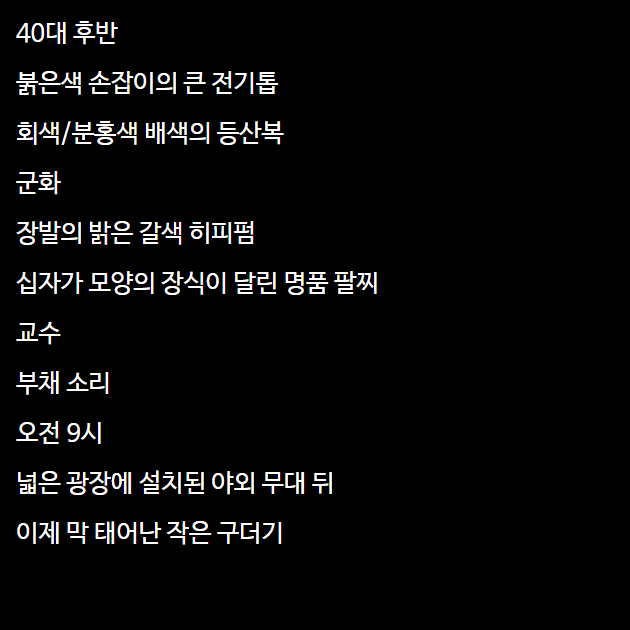 40대 후반
붉은색 손잡이의 큰 전기톱
회색/분홍색 배색의 등산복
군화
장발의 밝은 갈색 히피펌
십자가 모양의 장식이 달린 명품 팔찌
교수
부채 소리
오전 9시
넓은 광장에 설치된 야외 무대 뒤
이제 막 태어난 작은 구더기